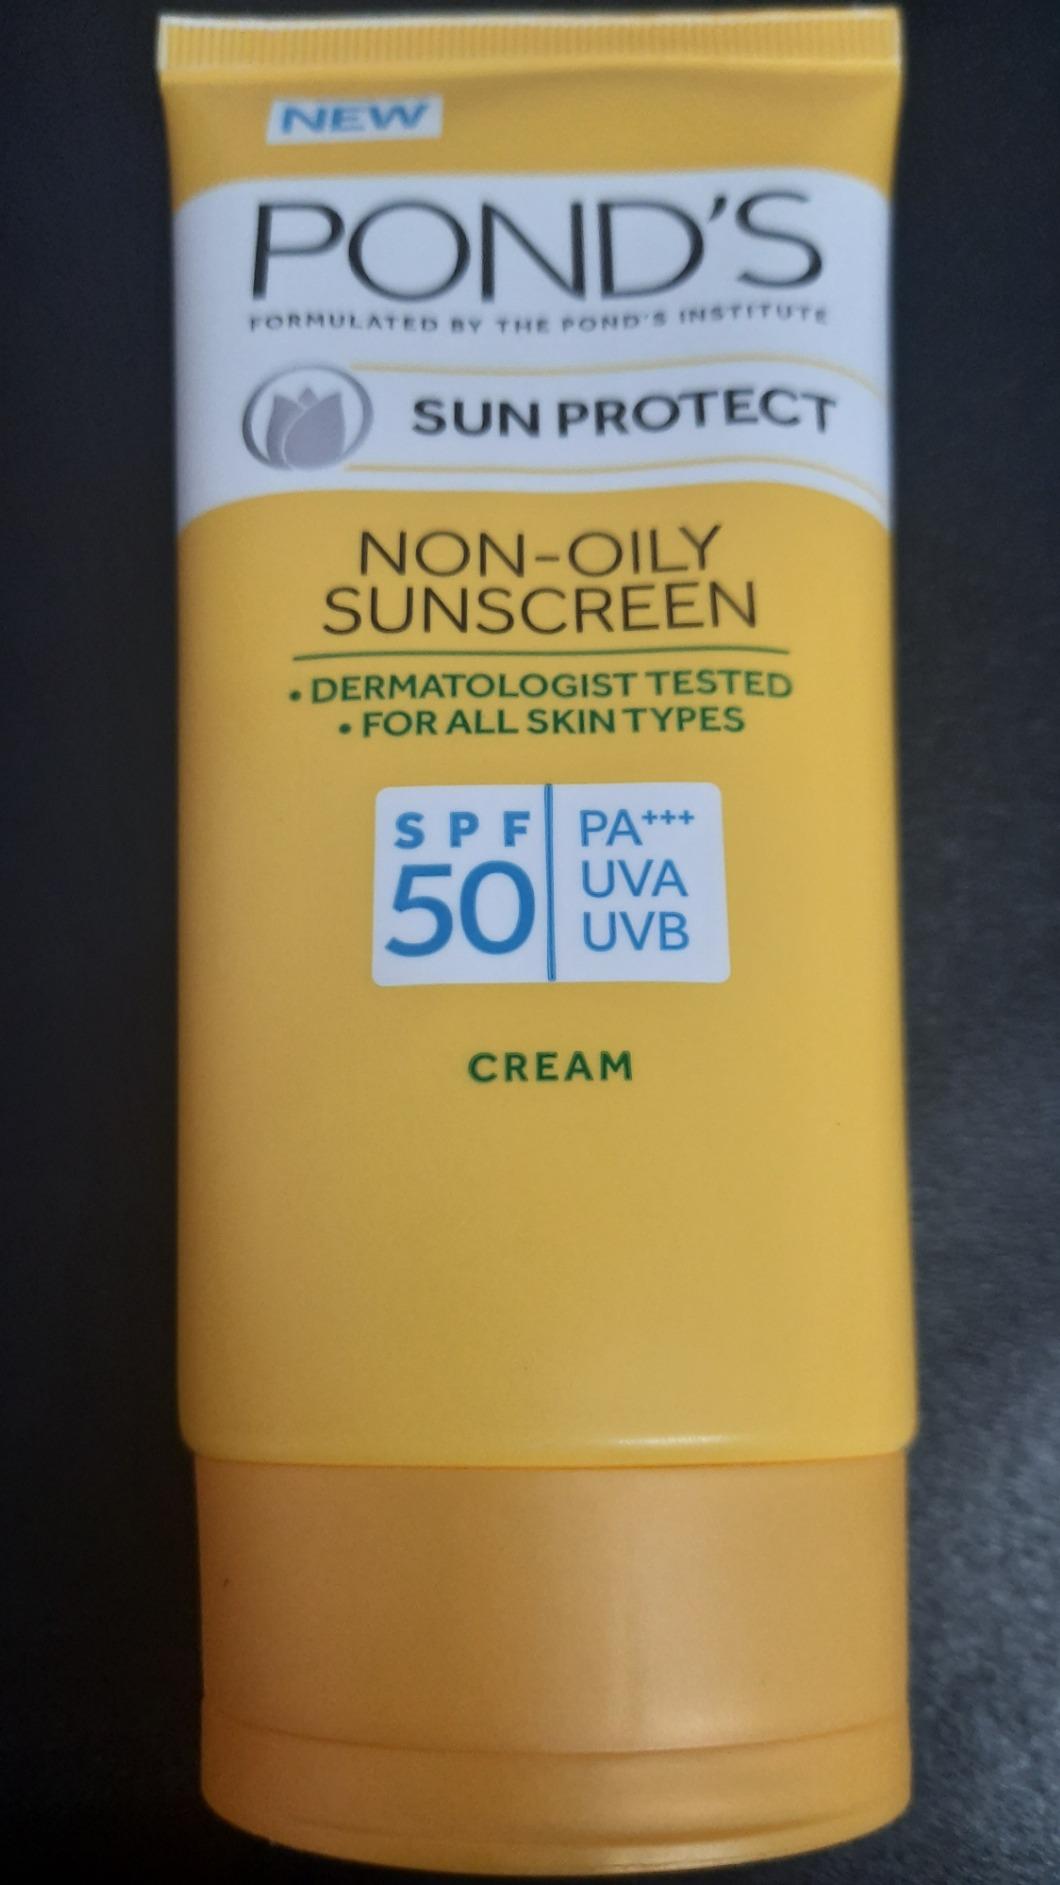 NEW
POND'S
FORMULATED BY THE POND'S INSTITUTE
SUN PROTECT
NON-OILY
SUNSCREEN
• DERMATOLOGIST TESTED
• FOR ALL SKIN TYPES
SPF
50
PA+++
UVA
UVB
CREAM